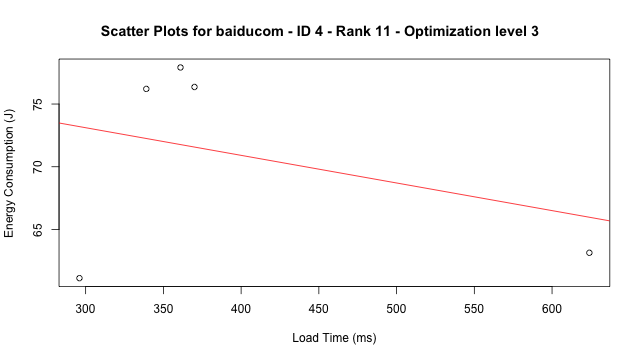 Scatter Plots for baiducom - ID 4 - Rank 11 - Optimization level 3
Energy Consumption (J)
75
70
65
300 350 400 450 500 550 600
Load Time (ms)